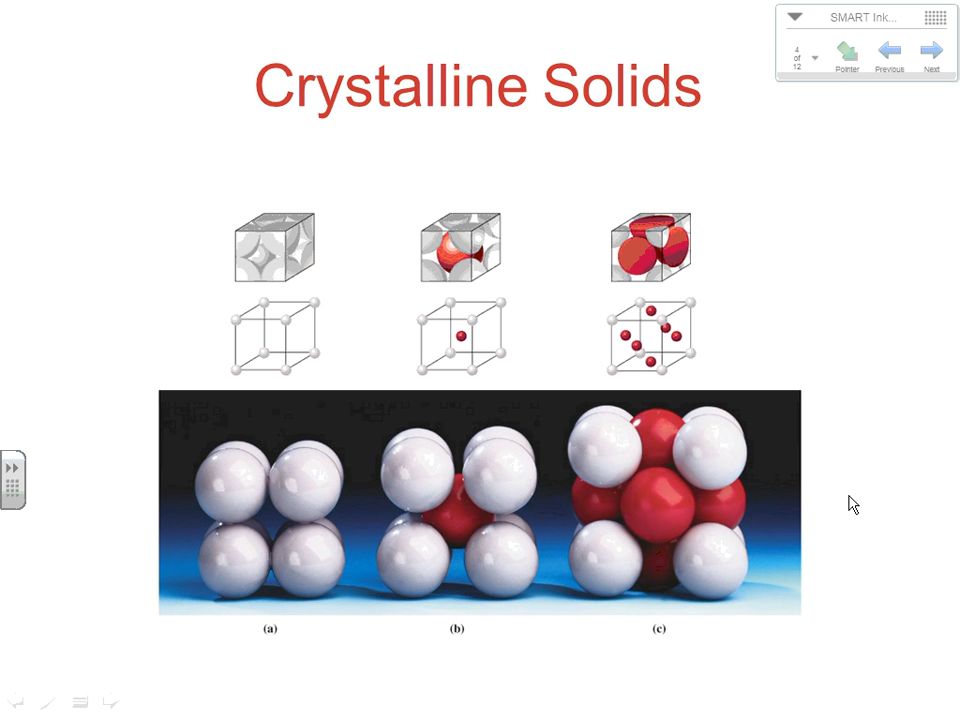 SMART Ink...
4
of
12
Pointer Previous Next
Crystalline Solids
(a) (b) (c)